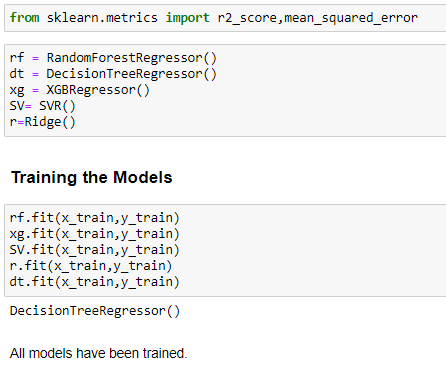 from sklearn.metrics import r2_score,mean_squared_error
rf = RandomForestRegressor()
dt = DecisionTreeRegressor()
xg = XGBRegressor()
SV= SVR()
r=Ridge()
Training the Models
rf.fit(x_train,y_train)
xg.fit(x_train,y_train)
SV.fit(x_train,y_train)
r.fit(x_train,y_train)
dt.fit(x_train,y_train)
DecisionTreeRegressor()
All models have been trained.